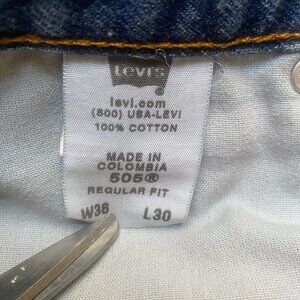 Levi's
levi.com
(800) USA-LEVI
100% COTTON
MADE IN
COLOMBIA
505®
REGULAR FIT
W36 L30